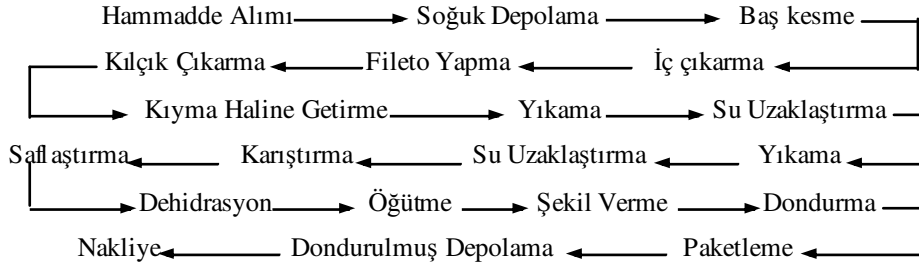 Hammadde Alımı Soğuk Depolama Baş kesme
Kılçık Çıkarma Fileto Yapma İç çıkarma
Kıyma Haline Getirme Yıkama Su Uzaklaştırma
Saflaştırma Karıştırma Su Uzaklaştırma Yıkama
Dehidrasyon Öğütme Şekil Verme Dondurma
Nakliye Dondurulmuş Depolama Paketleme